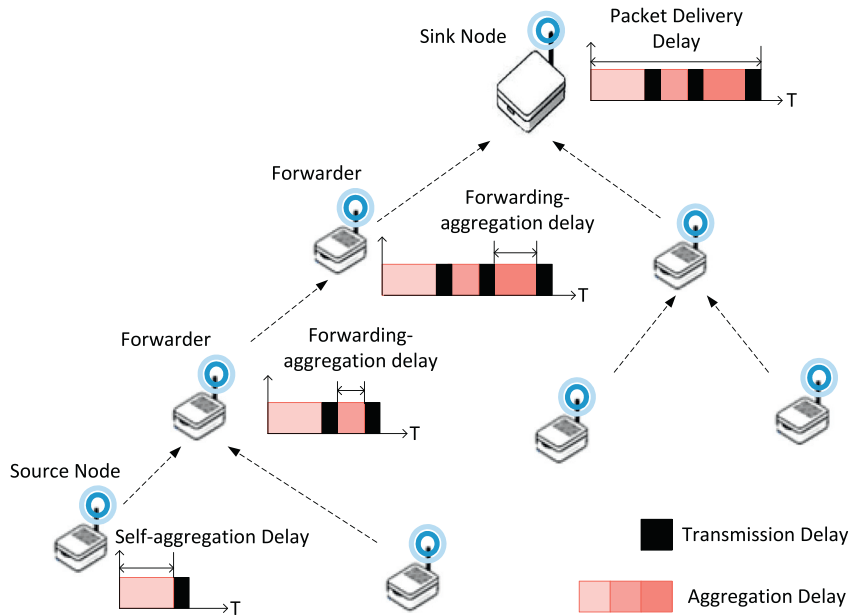 Packet Delivery
Delay
Sink Node
T
Forwarder
Forwarding-
aggregation delay
T
Forwarder
Forwarding-
aggregation delay
T
Source Node
Self-aggregation Delay
T
Transmission Delay
Aggregation Delay